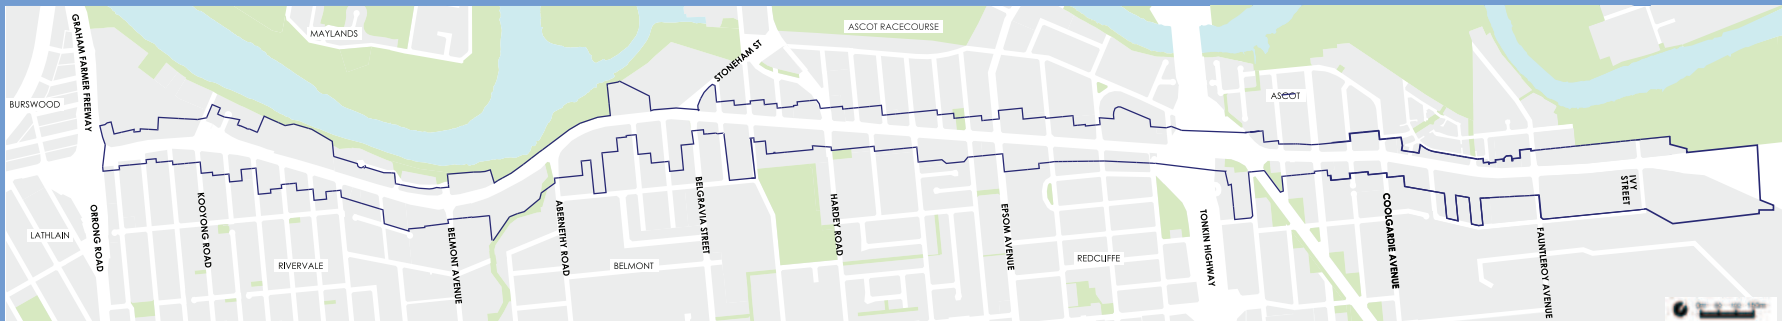 GRAHAM FARMER FREEWAY
MAYLANDS
STONEHAM ST
ASCOT RACECOURSE
BURSWOOD
ASCOT
LATHLAIN
ORRONG ROAD
KOOYONG ROAD
RIVERVALE
BELMONT AVENUE
ABERNETHY ROAD
BELMONT
BELGRAVIA STREET
HARDEY ROAD
EPSOM AVENUE
REDCLIFFE
TONKIN HIGHWAY
COOLGARDIE AVENUE
FAUNTLEROY AVENUE
IVY
STREET